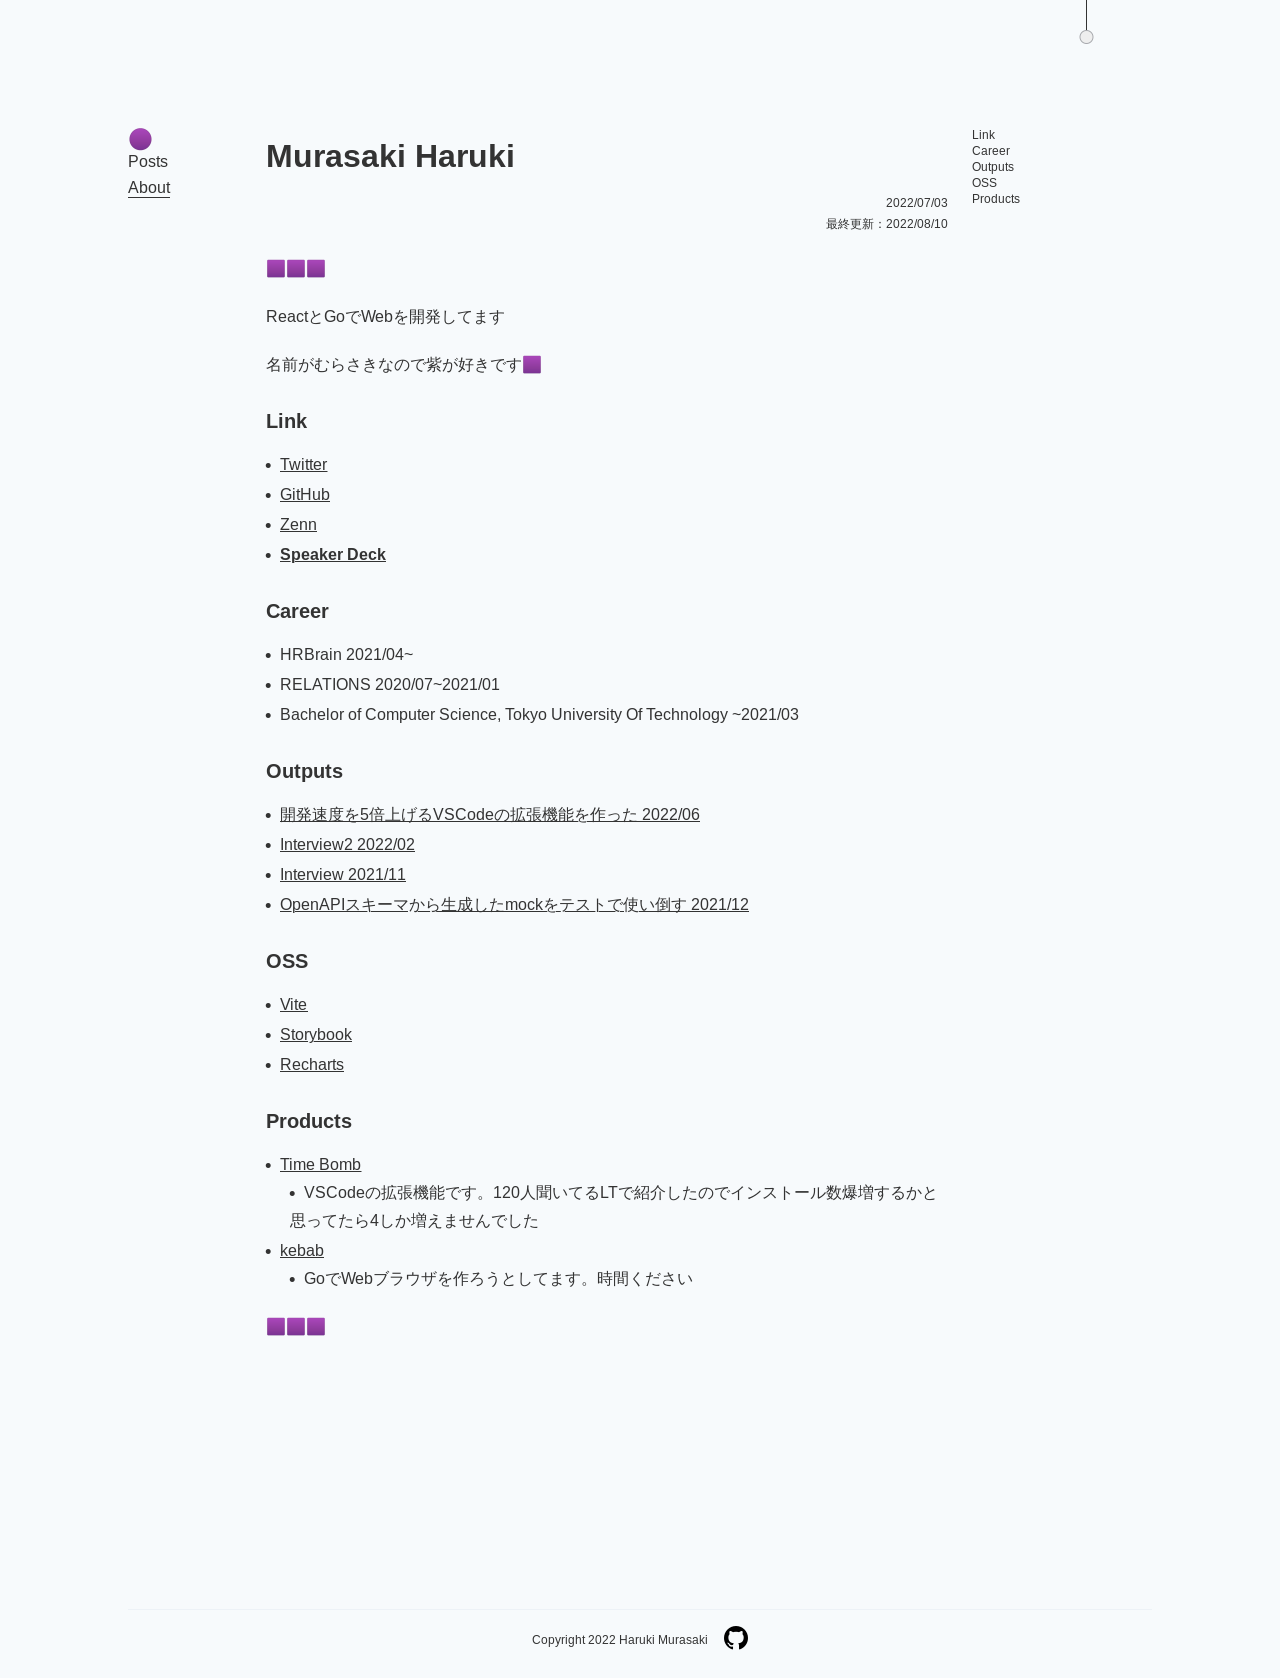 Posts
About
Murasaki Haruki
2022/07/03
最終更新：2022/08/10
Link
Career
Outputs
OSS
Products
ReactとGoでWebを開発してます
名前がむらさきなので紫が好きです
Link
Twitter
GitHub
Zenn
Speaker Deck
Career
HRBrain 2021/04~
RELATIONS 2020/07~2021/01
Bachelor of Computer Science, Tokyo University Of Technology ~2021/03
Outputs
開発速度を5倍上げるVSCodeの拡張機能を作った 2022/06
Interview2 2022/02
Interview 2021/11
OpenAPIスキーマから生成したmockをテストで使い倒す 2021/12
OSS
Vite
Storybook
Recharts
Products
Time Bomb
VSCodeの拡張機能です。120人聞いてるLTで紹介したのでインストール数爆増するかと
思ってたら4しか増えませんでした
kebab
GoでWebブラウザを作ろうとしてます。時間ください
Copyright 2022 Haruki Murasaki